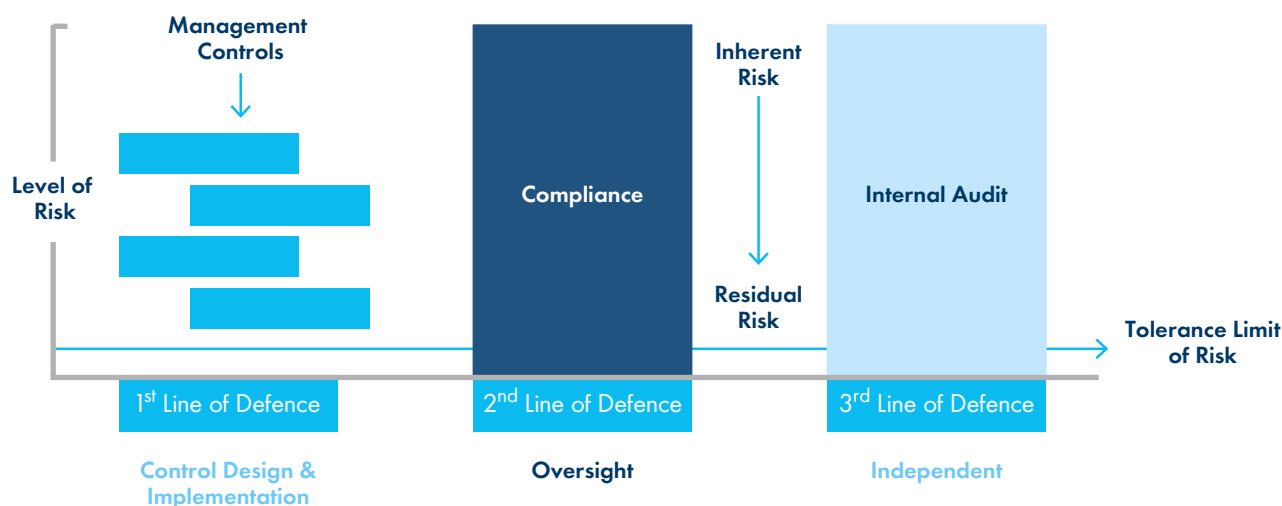 Management
Controls
Inherent
Risk
Level of
Risk
Compliance
Internal Audit
Residual
Risk
Tolerance Limit
of Risk
1st Line of Defence
2nd Line of Defence
3rd Line of Defence
Control Design &
Implementation
Oversight
Independent